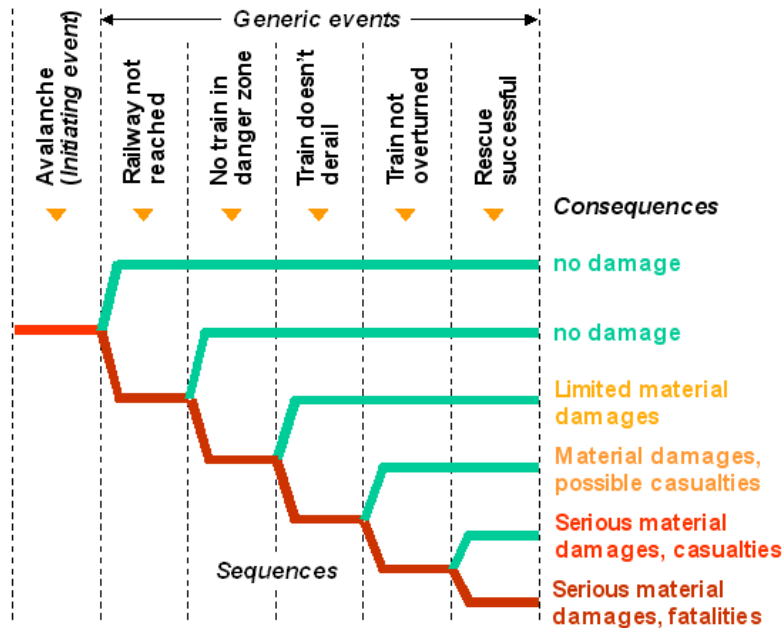 Generic events
Avalanche
(Initiating event)
Railway not
reached
No train in
danger zone
Train doesn't
derail
Train not
overturned
Rescue
successful
Consequences
no damage
no damage
Limited material
damages
Material damages,
possible casualties
Serious material
damages, casualties
Sequences
Serious material
damages, fatalities